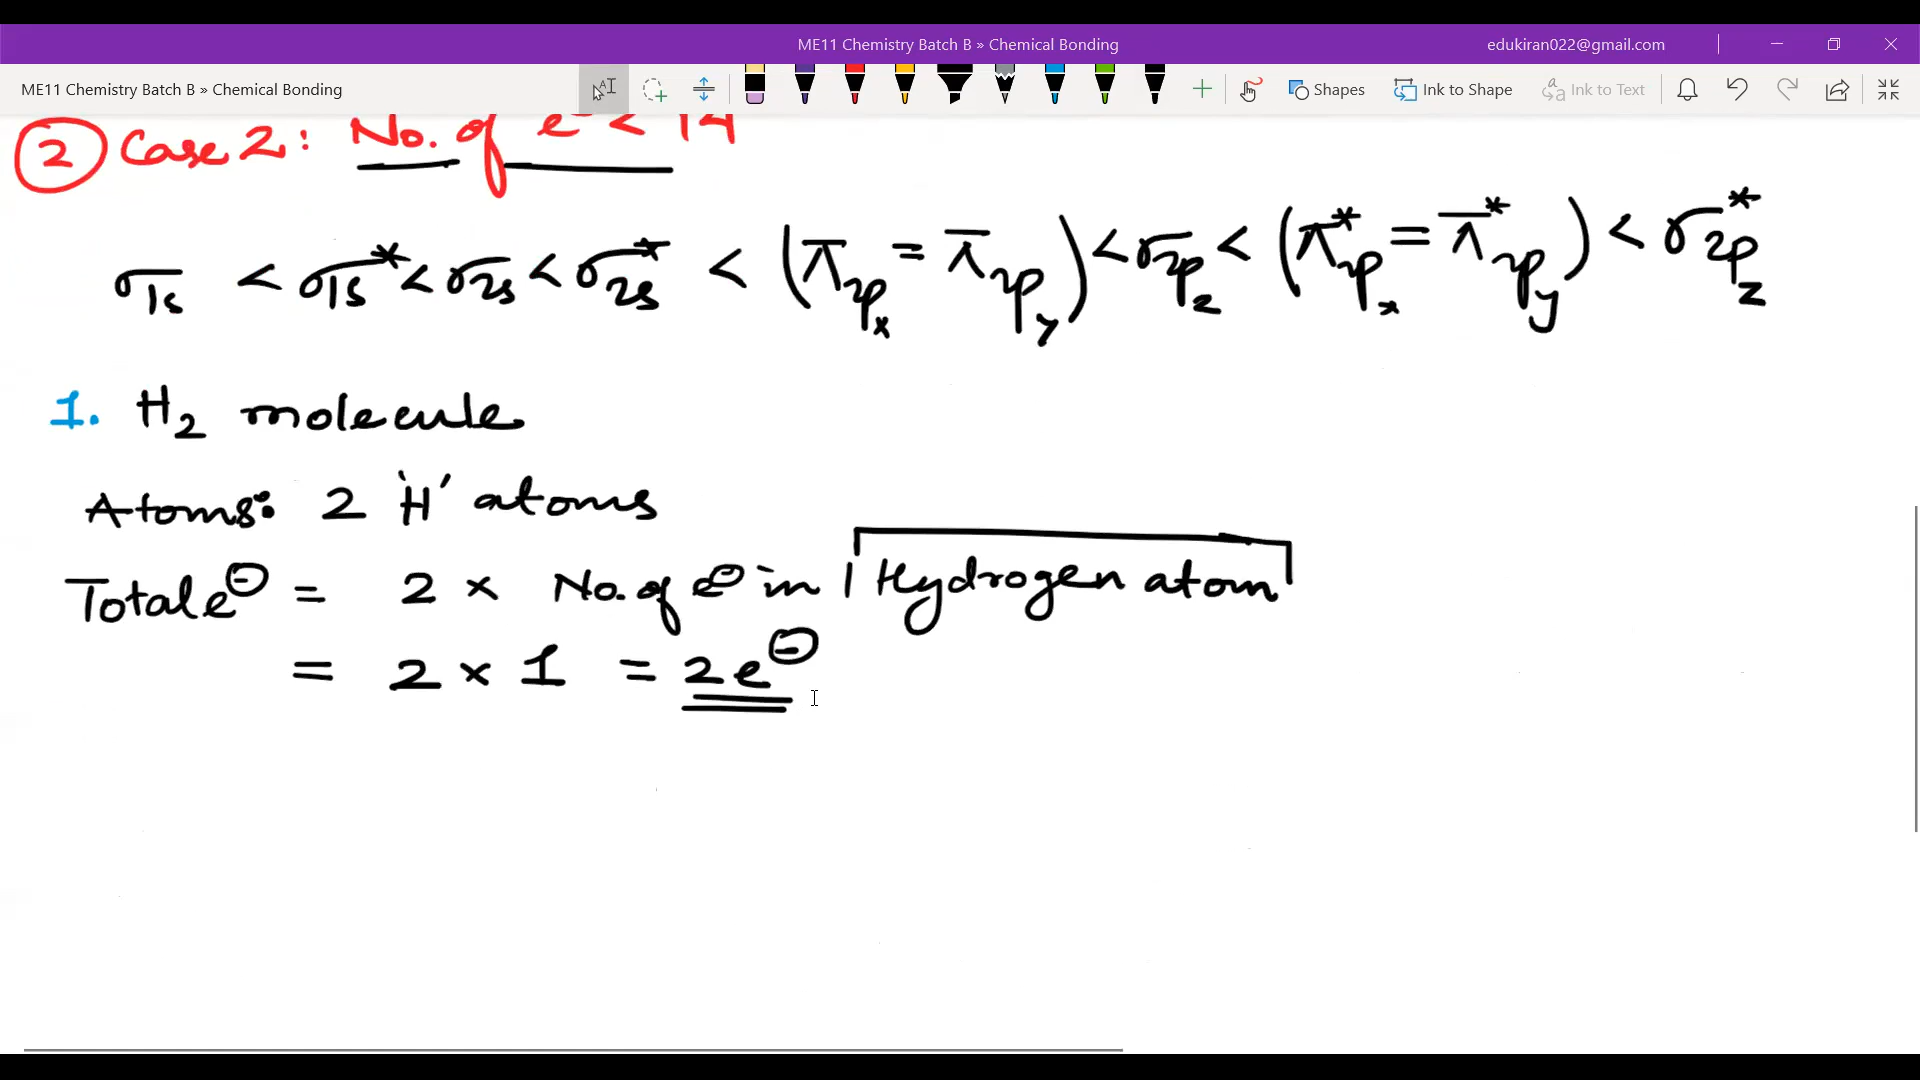 ME11 Chemistry Batch B » Chemical Bonding
edukiran022@gmail.com
ME11 Chemistry Batch B » Chemical Bonding
Shapes
Ink to Shape
Ink to Text
② Case 2: No. of e⁻ < 14
σ1s < σ*1s < σ2s < σ*2s < (π2px = π2py) < σ2pz < (π*2px = π*2py) < σ*2pz
1. H₂ molecule
Atoms: 2 'H' atoms
Total e⊖ = 2 × No. of e⊖ in 1 Hydrogen atom
= 2 × 1 = 2e⊖